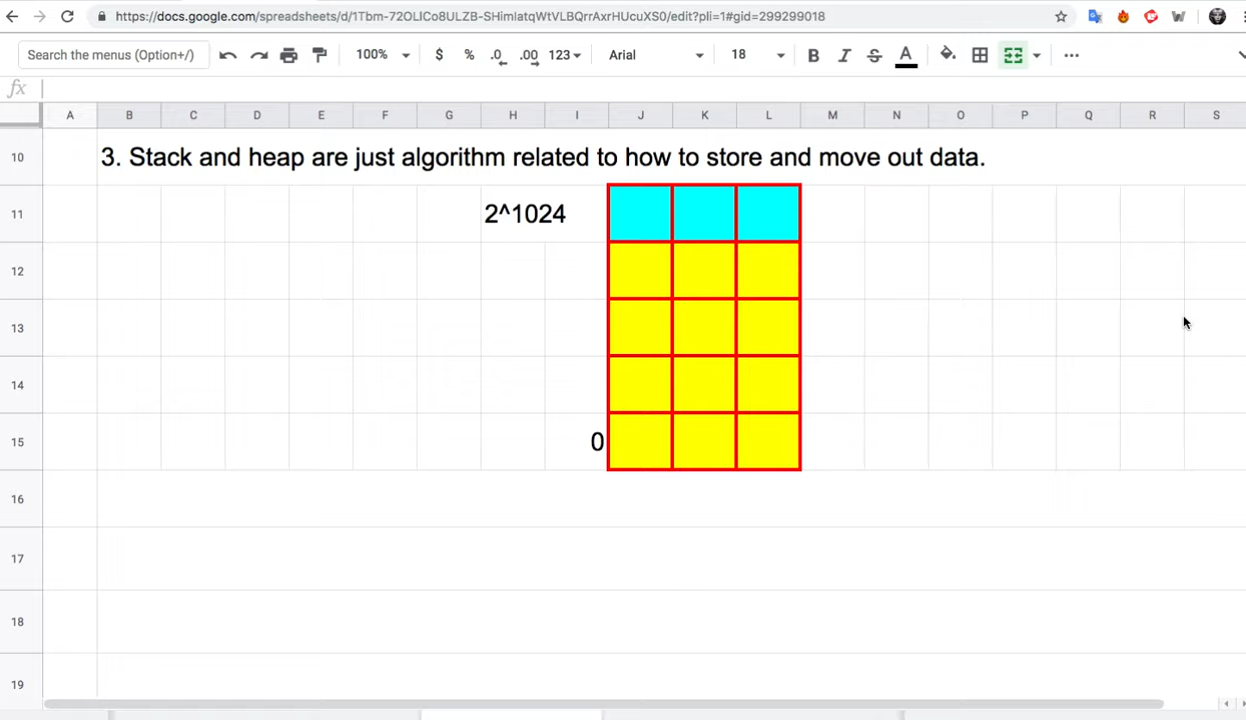 https://docs.google.com/spreadsheets/d/1Tbm-72OLICo8ULZB-SHimIatqWtVLBQrrAxrHUcuXS0/edit?pli=1#gid=299299018
Search the menus (Option+/) 100% $ % .0 .00 123 Arial 18 B I S A
fx
A B C D E F G H I J K L M N O P Q R S
10 3. Stack and heap are just algorithm related to how to store and move out data.
11 2^1024
12
13
14
15 0
16
17
18
19